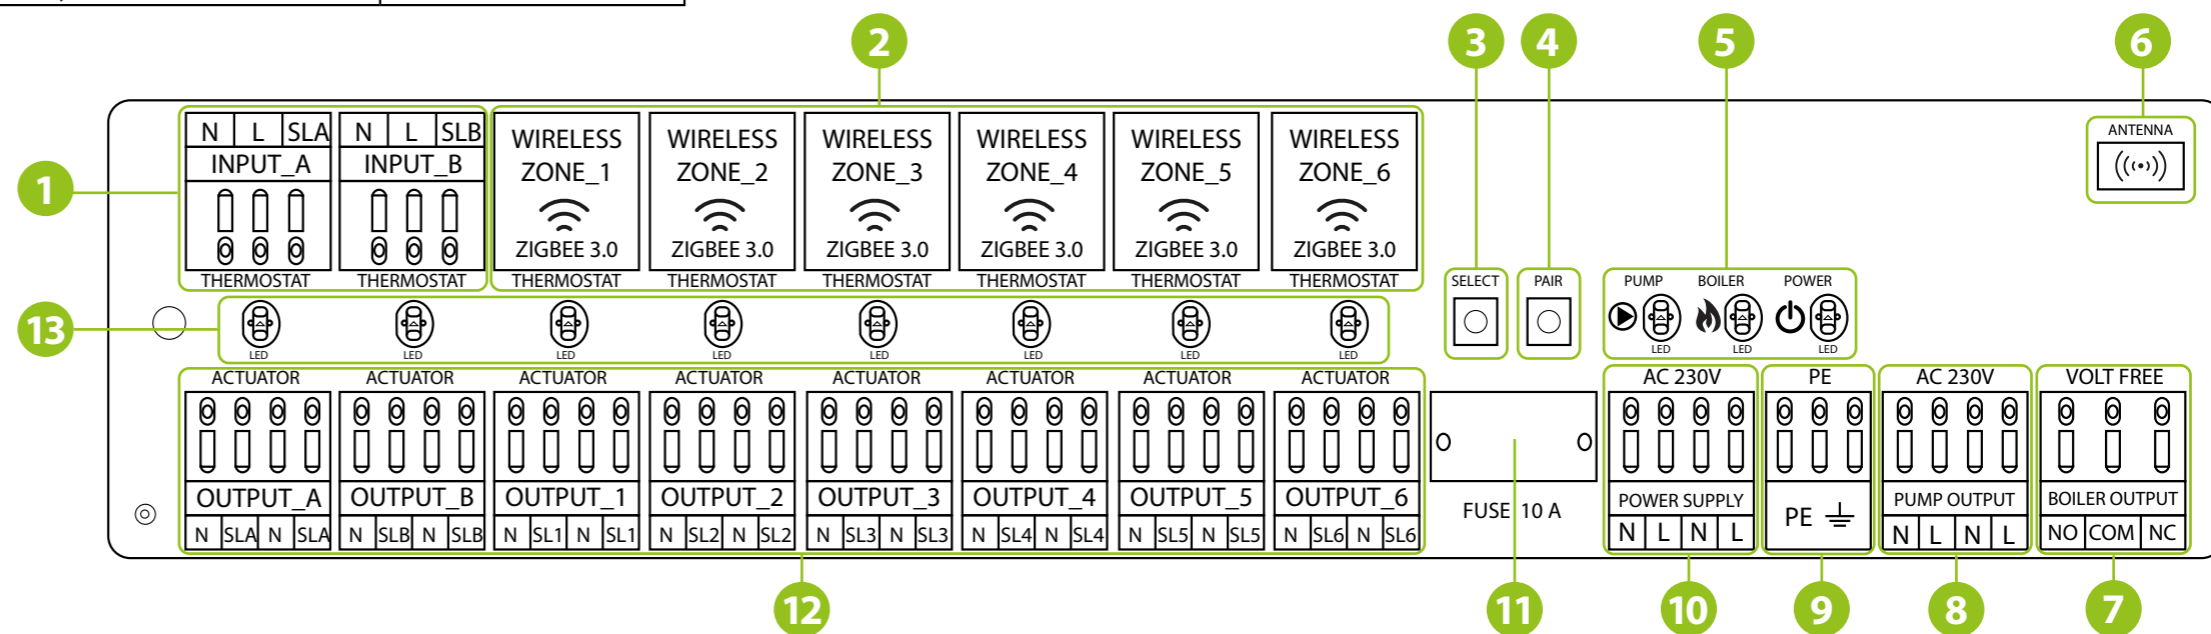 2 3 4 5 6
ANTENNA
N L SLA N L SLB
INPUT_A INPUT_B
WIRELESS ZONE_1 ZIGBEE 3.0
WIRELESS ZONE_2 ZIGBEE 3.0
WIRELESS ZONE_3 ZIGBEE 3.0
WIRELESS ZONE_4 ZIGBEE 3.0
WIRELESS ZONE_5 ZIGBEE 3.0
WIRELESS ZONE_6 ZIGBEE 3.0
1
THERMOSTAT THERMOSTAT THERMOSTAT THERMOSTAT THERMOSTAT THERMOSTAT THERMOSTAT THERMOSTAT
SELECT PAIR PUMP BOILER POWER
13
LED LED LED LED LED LED LED LED LED LED LED
ACTUATOR ACTUATOR ACTUATOR ACTUATOR ACTUATOR ACTUATOR ACTUATOR ACTUATOR AC 230V PE AC 230V VOLT FREE
OUTPUT_A OUTPUT_B OUTPUT_1 OUTPUT_2 OUTPUT_3 OUTPUT_4 OUTPUT_5 OUTPUT_6 FUSE 10 A POWER SUPPLY PE PUMP OUTPUT BOILER OUTPUT
N SLA N SLA N SLB N SLB N SL1 N SL1 N SL2 N SL2 N SL3 N SL3 N SL4 N SL4 N SL5 N SL5 N SL6 N SL6 N L N L N L N L NO COM NC
12 11 10 9 8 7